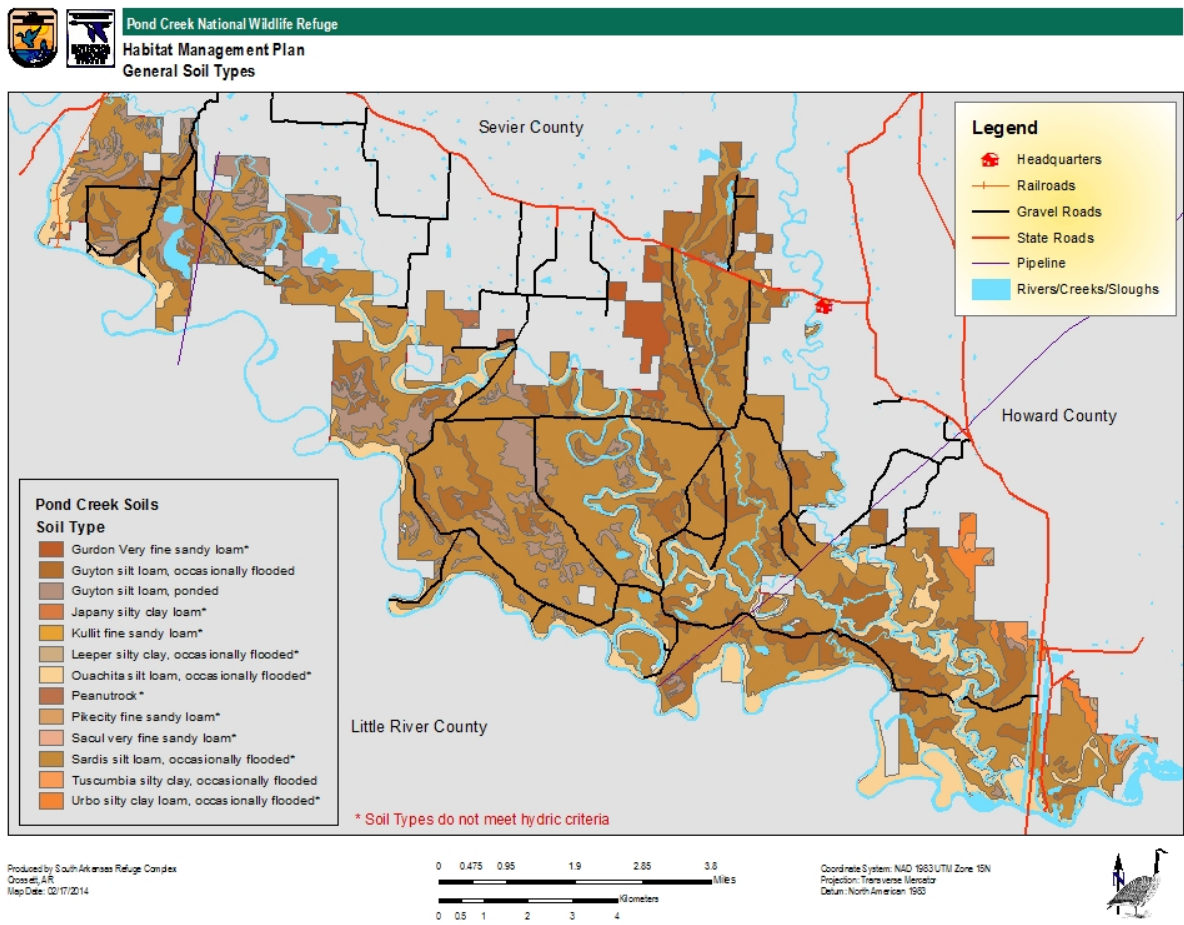 Pond Creek National Wildlife Refuge
Habitat Management Plan
General Soil Types
Sevier County
Legend
Headquarters
Railroads
Gravel Roads
State Roads
Pipeline
Rivers/Creeks/Sloughs
Howard County
Pond Creek Soils
Soil Type
Gurdon Very fine sandy loam*
Guyton silt loam, occasionally flooded
Guyton silt loam, ponded
Japany silty clay loam*
Kullit fine sandy loam*
Leeper silty clay, occasionally flooded*
Ouachita silt loam, occasionally flooded*
Peanutrock*
Pikecity fine sandy loam*
Sacul very fine sandy loam*
Sardis silt loam, occasionally flooded*
Tuscumbia silty clay, occasionally flooded
Urbo silty clay loam, occasionally flooded*
Little River County
* Soil Types do not meet hydric criteria
Produced by South Arkansas Refuge Complex
Crossett, AR
Map Date: 02/17/2014
0 0.475 0.95 1.9 2.85 3.8
Miles
Kilometers
0 0.5 1 2 3 4
Coordinate System: NAD 1983 UTM Zone 15N
Projection: Transverse Mercator
Datum: North American 1983
N